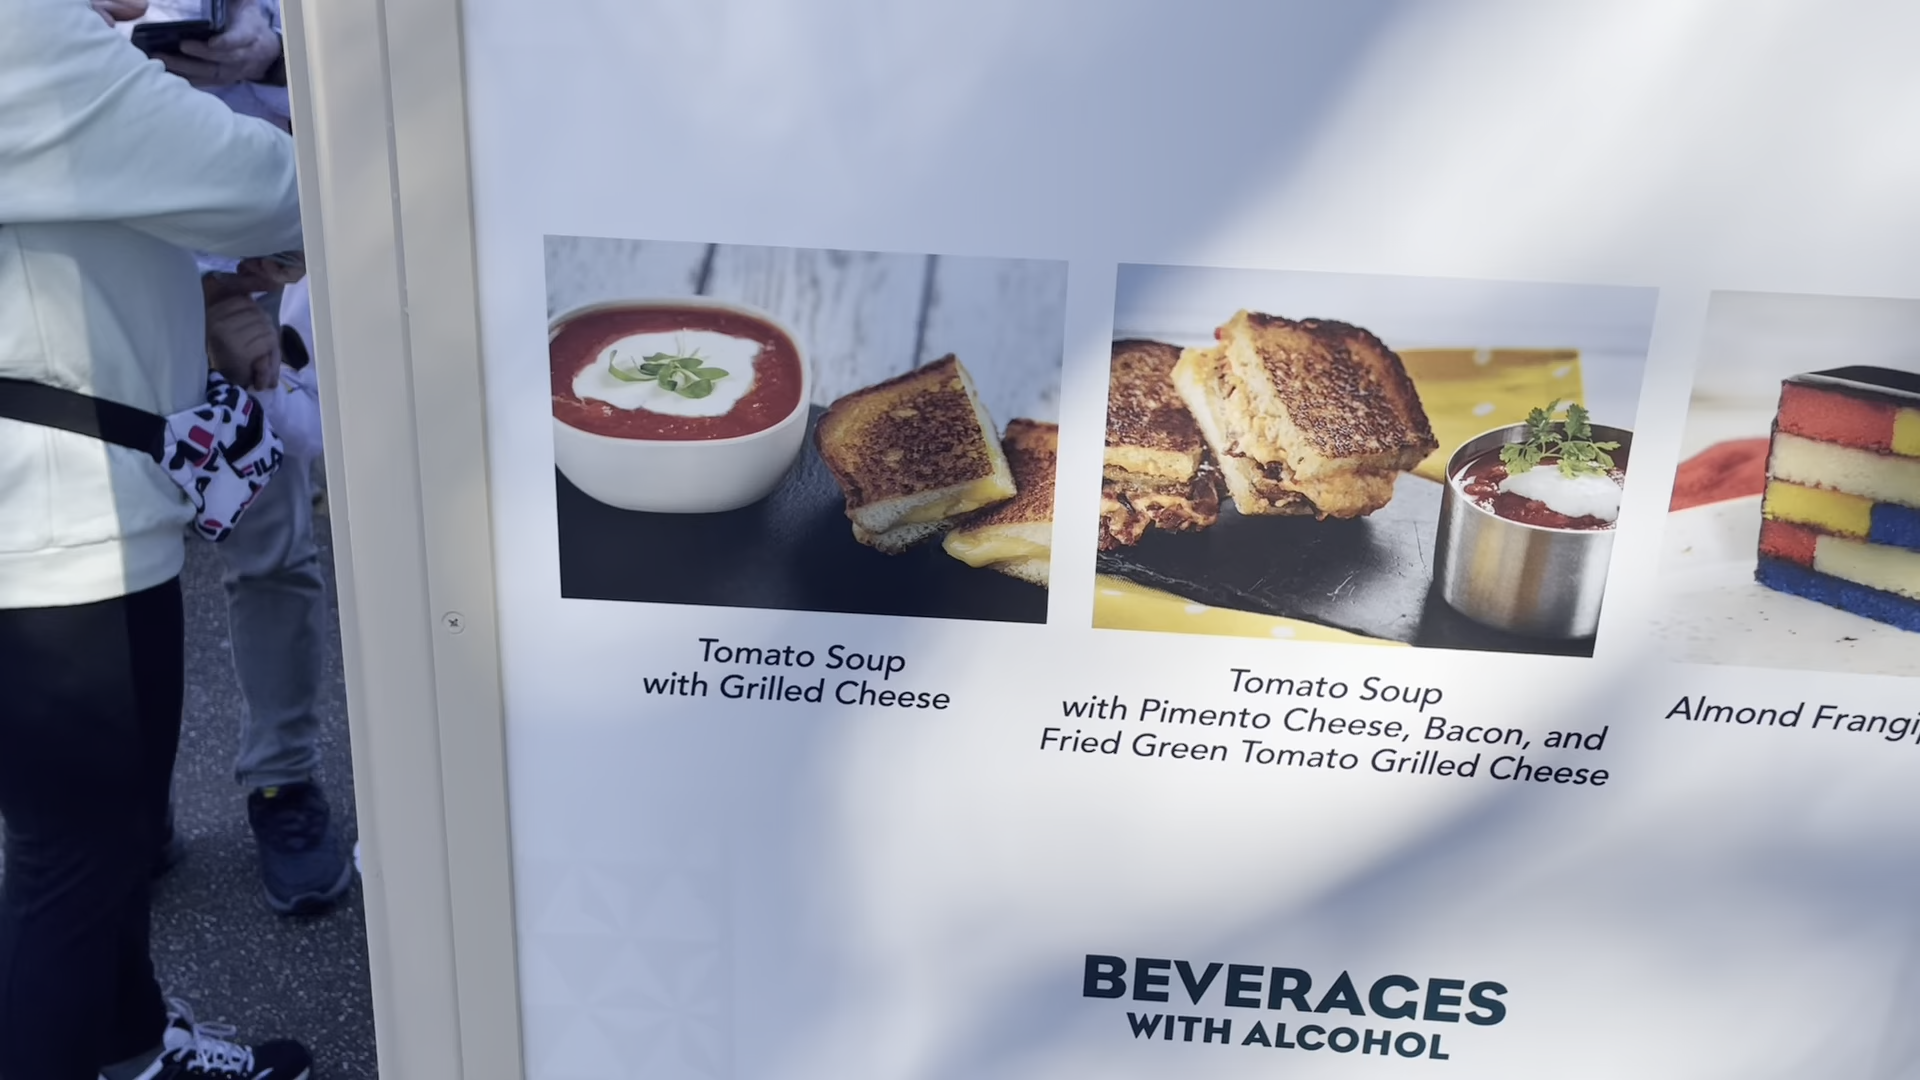 FILA
Tomato Soup
with Grilled Cheese
Tomato Soup
with Pimento Cheese, Bacon, and
Fried Green Tomato Grilled Cheese
Almond
BEVERAGES
WITH ALCOHOL